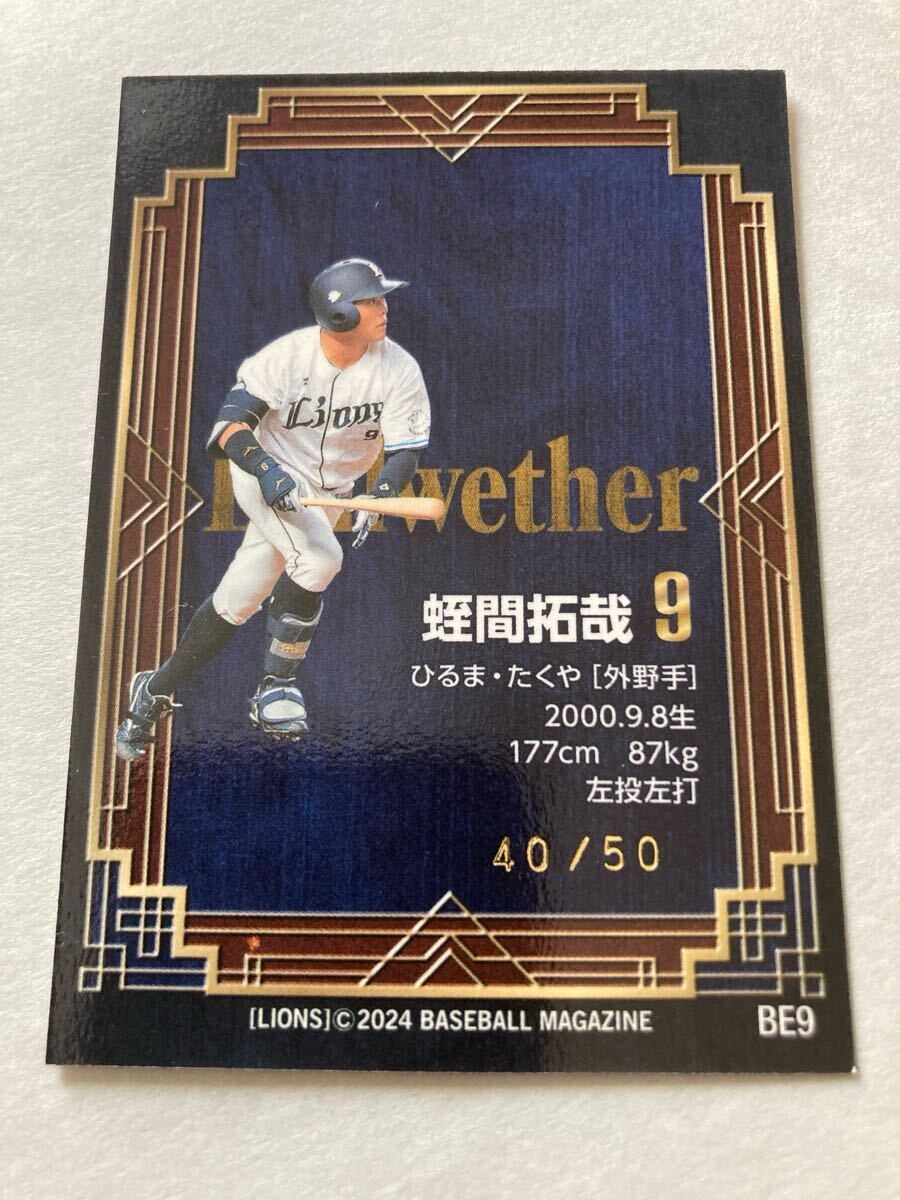 Lions
9
wether
蛭間拓哉 9
ひるま・たくや [外野手]
2000.9.8生
177cm 87kg
左投左打
40/50
[LIONS]©2024 BASEBALL MAGAZINE
BE9